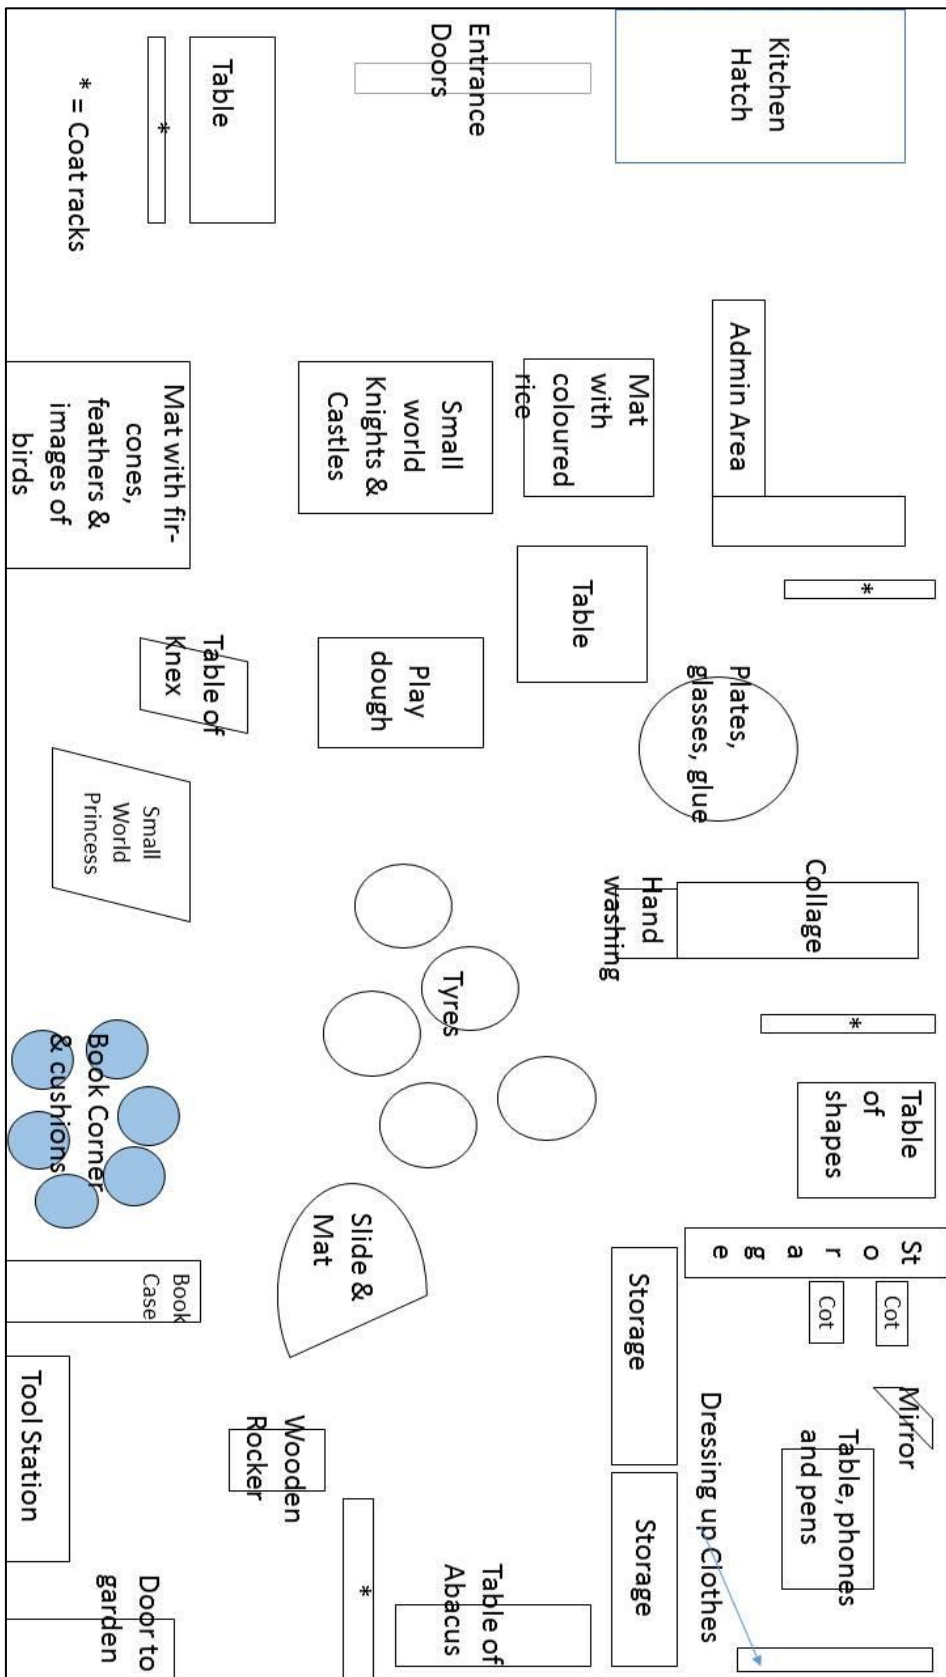 Kitchen
Hatch
Entrance
Doors
Table
*
* = Coat racks
Admin Area
Mat
with
coloured
rice
Small
world
Knights &
Castles
Mat with fir-
cones,
feathers &
images of
birds
*
Table
Plates,
glasses, glue
Play
dough
Table of
Knex
Small
World
Princess
Collage
Hand
washing
Tyres
*
Table
of
shapes
Book Corner
& cushions
Slide &
Mat
St
o
r
a
g
e
Cot
Cot
Storage
Book
Case
Mirror
Table, phones
and pens
Dressing up Clothes
Storage
Wooden
Rocker
Tool Station
*
Table of
Abacus
Door to
garden